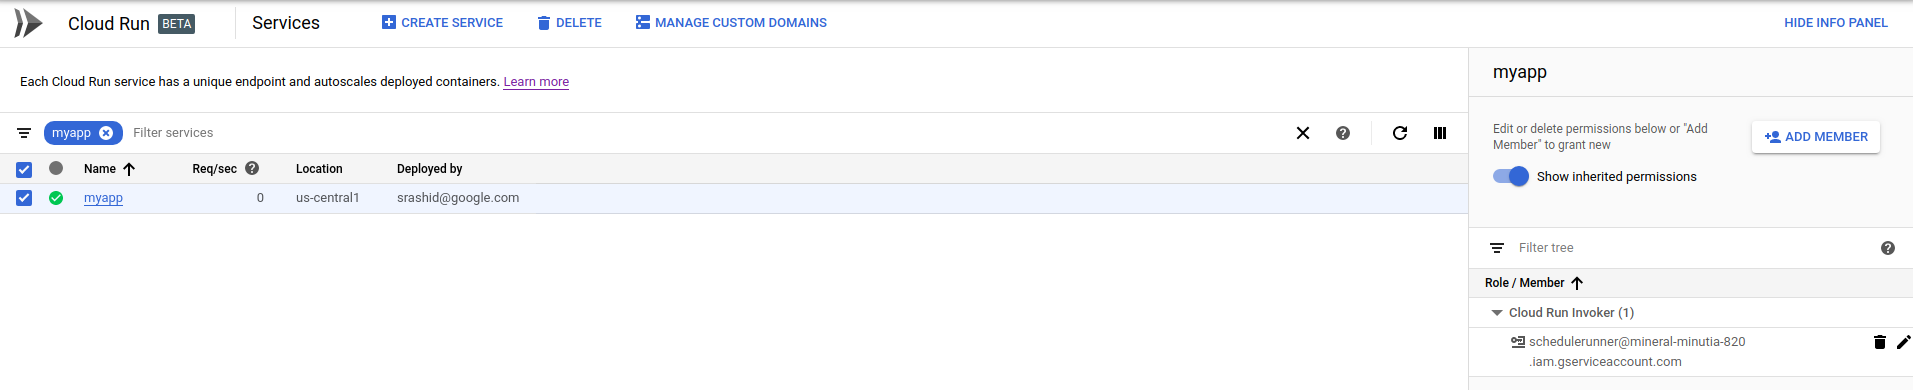 Cloud Run BETA Services CREATE SERVICE DELETE MANAGE CUSTOM DOMAINS HIDE INFO PANEL
Each Cloud Run service has a unique endpoint and autoscales deployed containers. Learn more
myapp Filter services
Name Req/sec Location Deployed by
myapp 0 us-central1 srashid@google.com
myapp
Edit or delete permissions below or "Add
Member" to grant new
ADD MEMBER
Show inherited permissions
Filter tree
Role / Member
Cloud Run Invoker (1)
schedulerunner@mineral-minutia-820
.iam.gserviceaccount.com